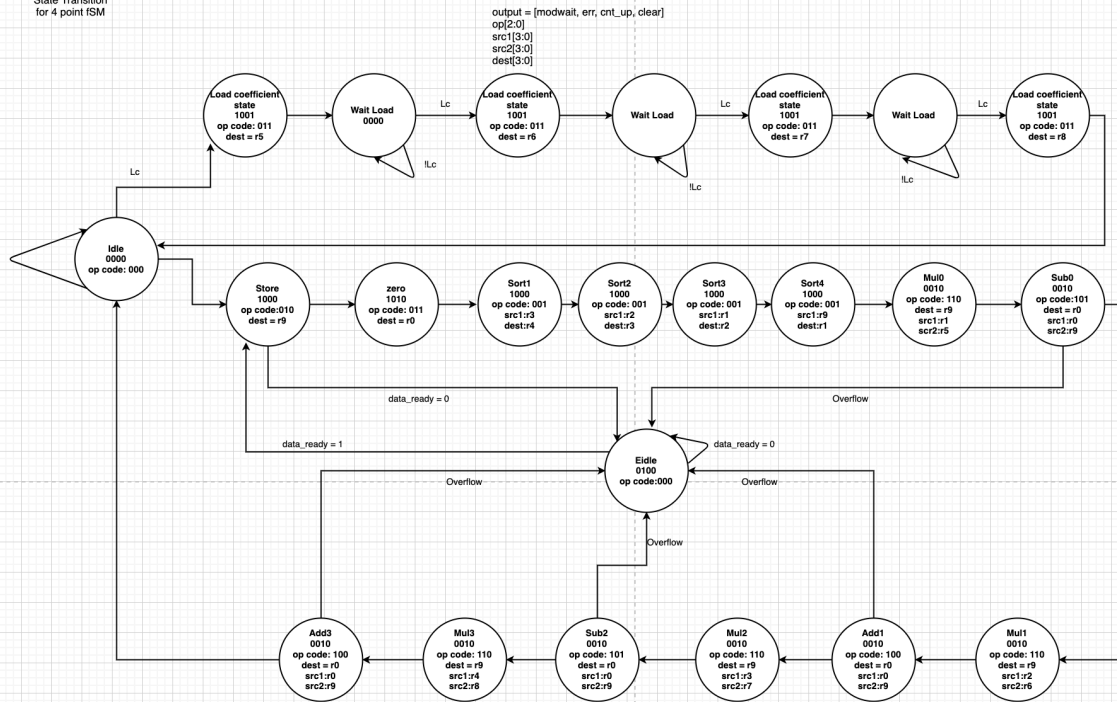 State Transition
for 4 point fSM
output = [modwait, err, cnt_up, clear]
op[2:0]
src1[3:0]
src2[3:0]
dest[3:0]
Load coefficient
state
1001
op code: 011
dest = r5
Wait Load
0000
Lc
Load coefficient
state
1001
op code: 011
dest = r6
Wait Load
Lc
Load coefficient
state
1001
op code: 011
dest = r7
Wait Load
Lc
Load coefficient
state
1001
op code: 011
dest = r8
!Lc
!Lc
!Lc
Lc
Idle
0000
op code: 000
Store
1000
op code:010
dest = r9
zero
1010
op code: 011
dest = r0
Sort1
1000
op code: 001
src1:r3
dest:r4
Sort2
1000
op code: 001
src1:r2
dest:r3
Sort3
1000
op code: 001
src1:r1
dest:r2
Sort4
1000
op code: 001
src1:r9
dest:r1
Mul0
0010
op code: 110
dest = r9
src1:r1
scr2:r5
Sub0
0010
op code:101
dest = r0
src1:r0
src2:r9
data_ready = 0
Overflow
data_ready = 1
Eidle
0100
op code:000
data_ready = 0
Overflow
Overflow
Overflow
Add3
0010
op code: 100
dest = r0
src1:r0
src2:r9
Mul3
0010
op code: 110
dest = r9
src1:r4
src2:r8
Sub2
0010
op code: 101
dest = r0
src1:r0
src2:r9
Mul2
0010
op code: 110
dest = r9
src1:r3
src2:r7
Add1
0010
op code: 100
dest = r0
src1:r0
src2:r9
Mul1
0010
op code: 110
dest = r9
src1:r2
src2:r6